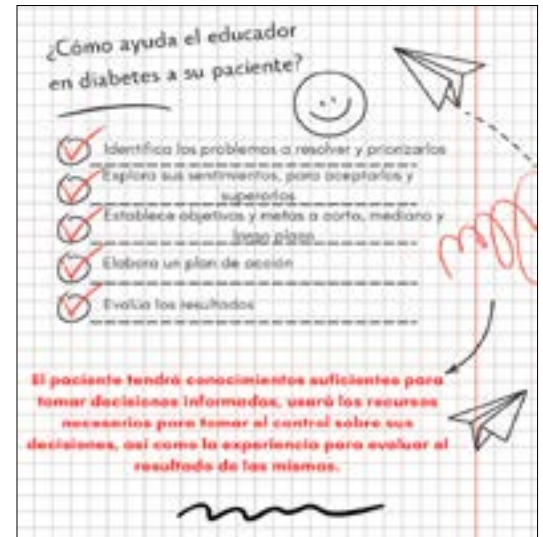 ¿Cómo ayuda el educador
en diabetes a su paciente?
Identifica los problemas a resolver y priorizarlos
Explora sus sentimientos, para aceptarlos y
superarlos
Establece objetivos y metas a corto, mediano y
largo plazo
Elabora un plan de acción
Evalúa los resultados
El paciente tendrá conocimientos suficientes para
tomar decisiones informadas, usará los recursos
necesarios para tomar el control sobre sus
decisiones, así como la experiencia para evaluar el
resultado de las mismas.